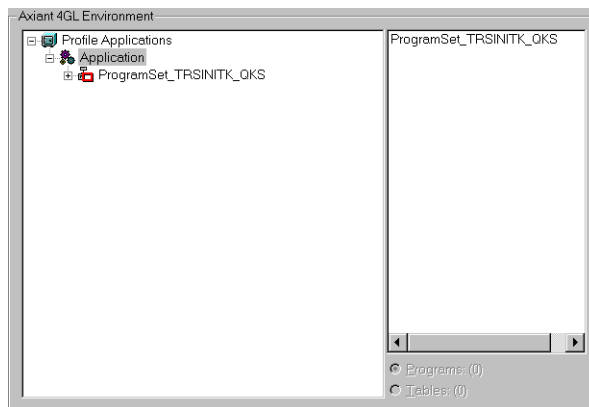 Axiant 4GL Environment
Profile Applications
Application
ProgramSet_TRSINITK_QKS
ProgramSet_TRSINITK_QKS
Programs: (0)
Tables: (0)